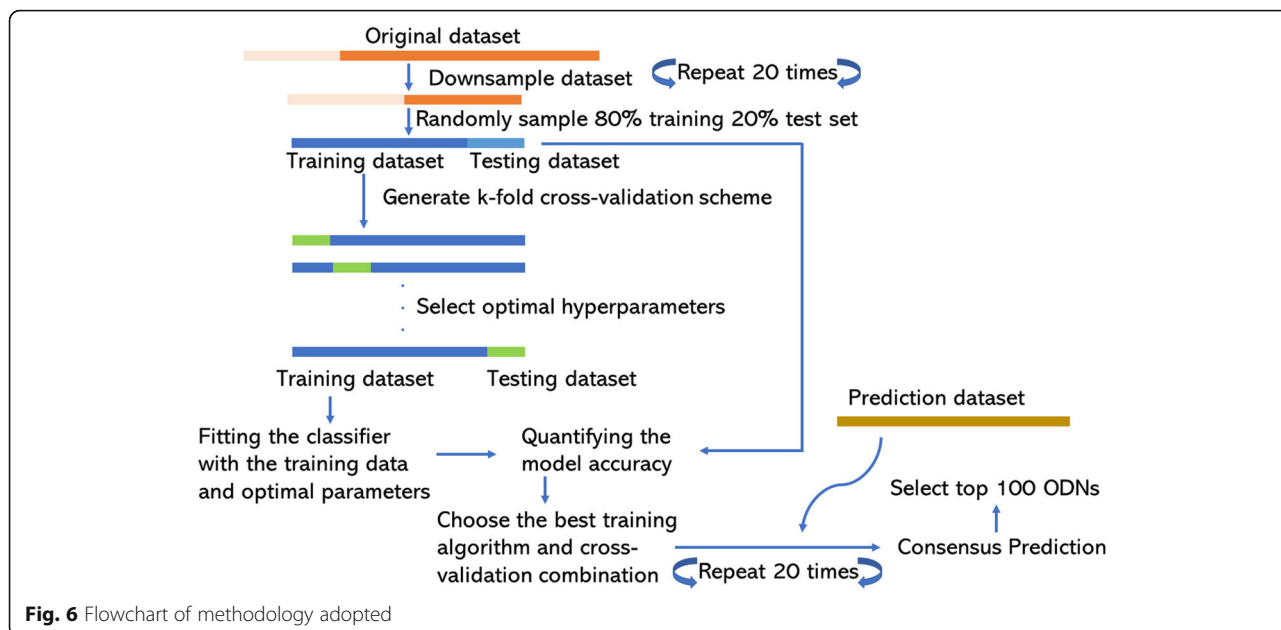 Original dataset
Downsample dataset
Repeat 20 times
Randomly sample 80% training 20% test set
Training dataset
Testing dataset
Generate k-fold cross-validation scheme
Select optimal hyperparameters
Training dataset
Testing dataset
Fitting the classifier
with the training data
and optimal parameters
Quantifying the
model accuracy
Choose the best training
algorithm and cross-
validation combination
Repeat 20 times
Prediction dataset
Consensus Prediction
Select top 100 ODNs
Fig. 6 Flowchart of methodology adopted